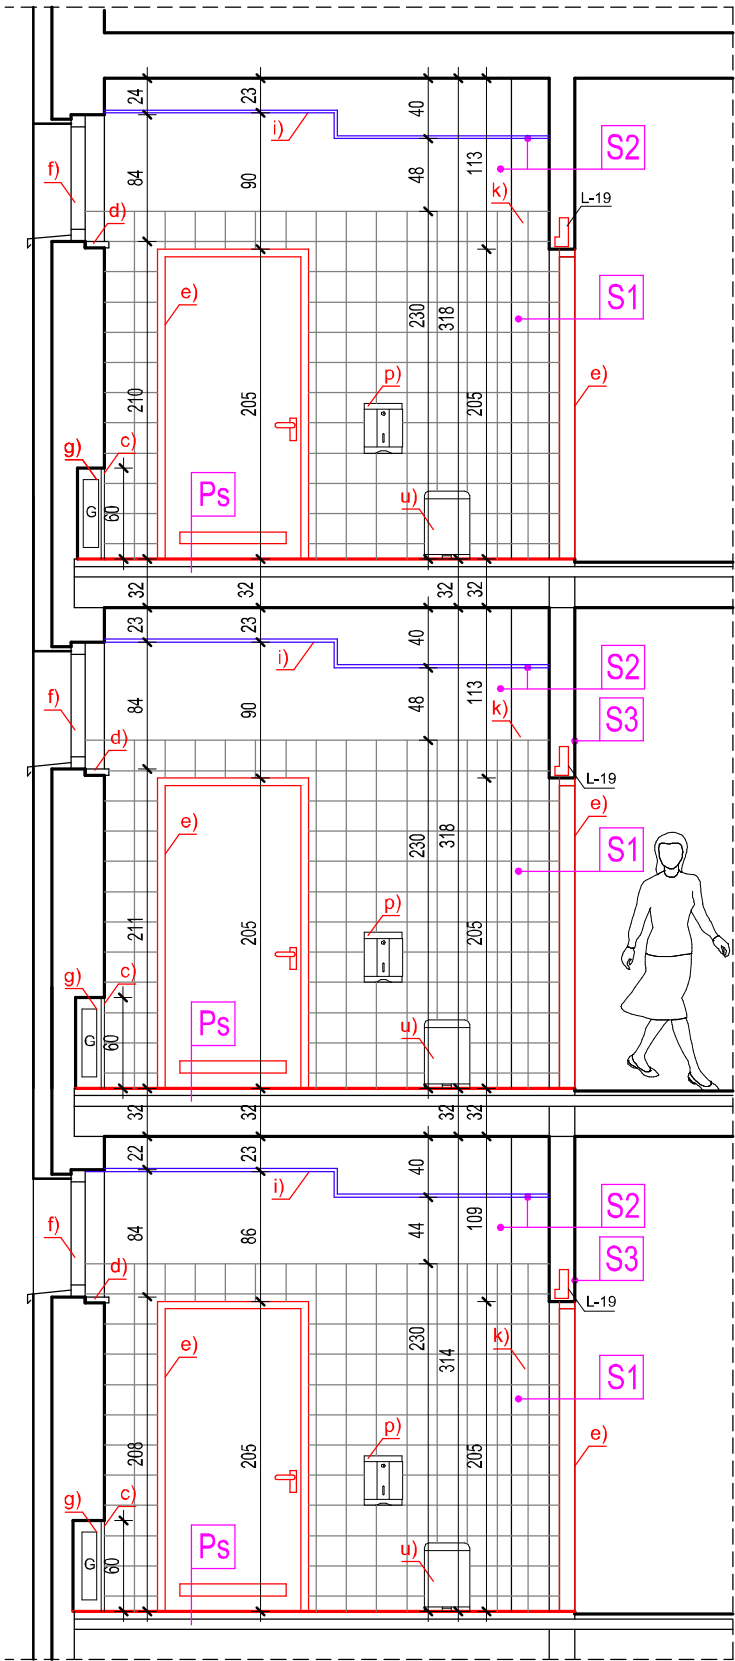 24
23
40
i)
S2
f)
84
90
48
113
k)
L-19
d)
e)
S1
230
318
210
205
205
p)
e)
g)
c)
G
60
Ps
u)
32
32
32
32
23
23
40
i)
S2
f)
84
90
48
113
k)
S3
d)
L-19
e)
e)
S1
230
318
211
205
205
p)
g)
c)
G
60
Ps
u)
32
32
32
32
22
23
40
i)
S2
f)
84
86
44
109
S3
d)
L-19
e)
230
314
k)
S1
208
205
205
p)
e)
g)
c)
G
60
Ps
u)